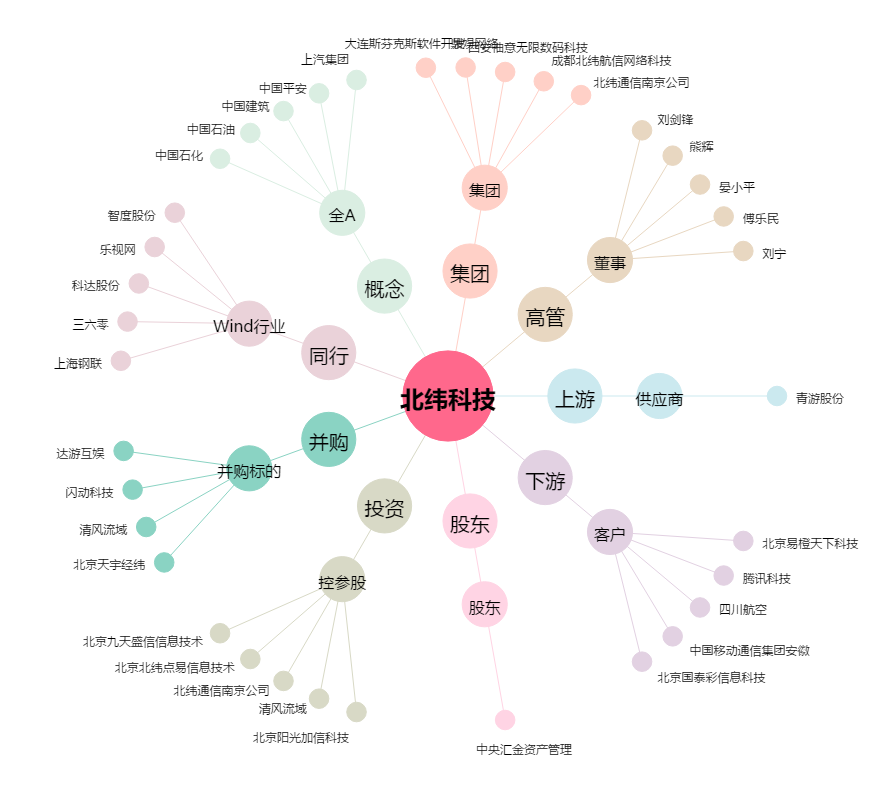 大连斯芬克斯软件开发
西安袖意无限数码科技
上汽集团
成都北纬航信网络科技
中国平安
北纬通信南京公司
中国建筑
刘剑锋
中国石油
熊辉
中国石化
集团
晏小平
智度股份
全A
傅乐民
乐视网
刘宁
董事
集团
科达股份
概念
高管
三六零
Wind行业
同行
上海钢联
北纬科技
上游
供应商
青游股份
并购
达游互娱
并购标的
下游
闪动科技
投资
股东
清风流域
客户
北京易橙天下科技
北京天宇经纬
腾讯科技
控参股
股东
四川航空
北京九天盛信信息技术
中国移动通信集团安徽
北京北纬点易信息技术
北京国泰彩信息科技
北纬通信南京公司
清风流域
北京阳光加信科技
中央汇金资产管理